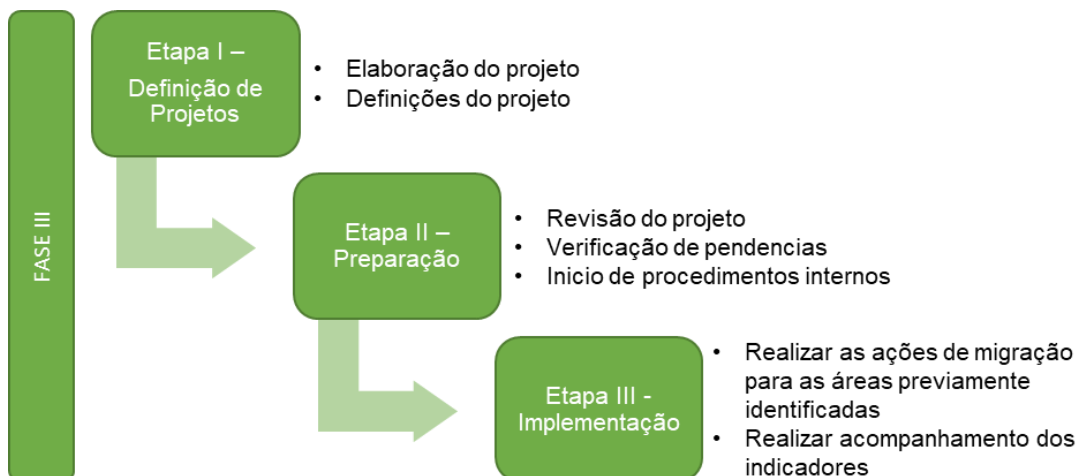 FASE III
Etapa I –
Definição de
Projetos
• Elaboração do projeto
• Definições do projeto
Etapa II –
Preparação
• Revisão do projeto
• Verificação de pendencias
• Inicio de procedimentos internos
Etapa III -
Implementação
• Realizar as ações de migração
para as áreas previamente
identificadas
• Realizar acompanhamento dos
indicadores